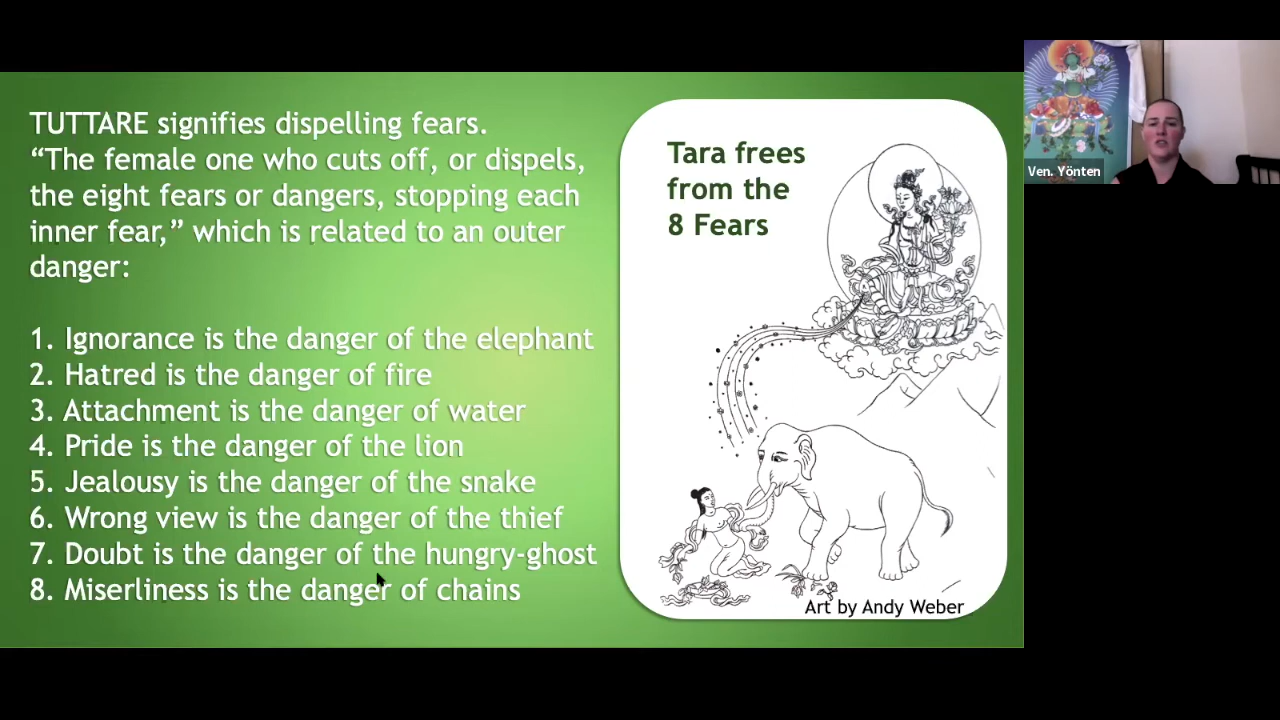 TUTTARE signifies dispelling fears.
“The female one who cuts off, or dispels,
the eight fears or dangers, stopping each
inner fear,” which is related to an outer
danger:
1. Ignorance is the danger of the elephant
2. Hatred is the danger of fire
3. Attachment is the danger of water
4. Pride is the danger of the lion
5. Jealousy is the danger of the snake
6. Wrong view is the danger of the thief
7. Doubt is the danger of the hungry-ghost
8. Miserliness is the danger of chains
Tara frees
from the
8 Fears
Art by Andy Weber
Ven. Yönten